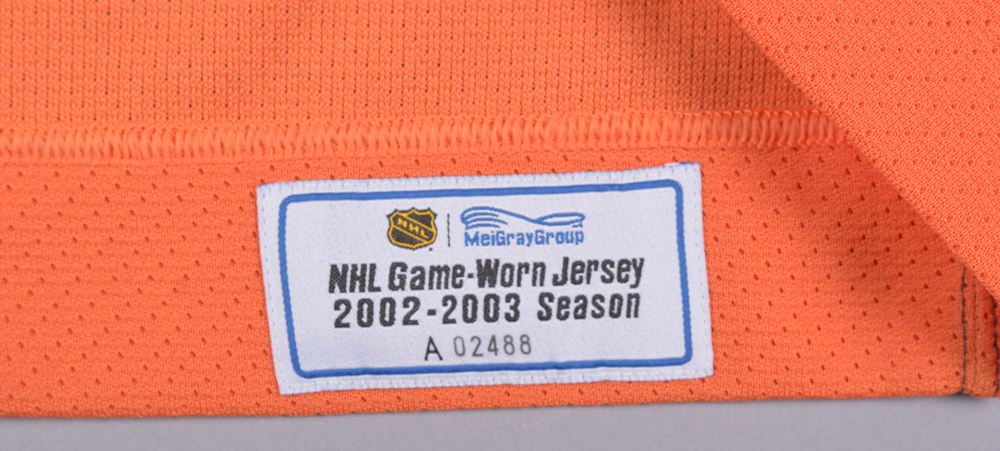 NHL
MeiGrayGroup
NHL Game-Worn Jersey
2002-2003 Season
A 02488